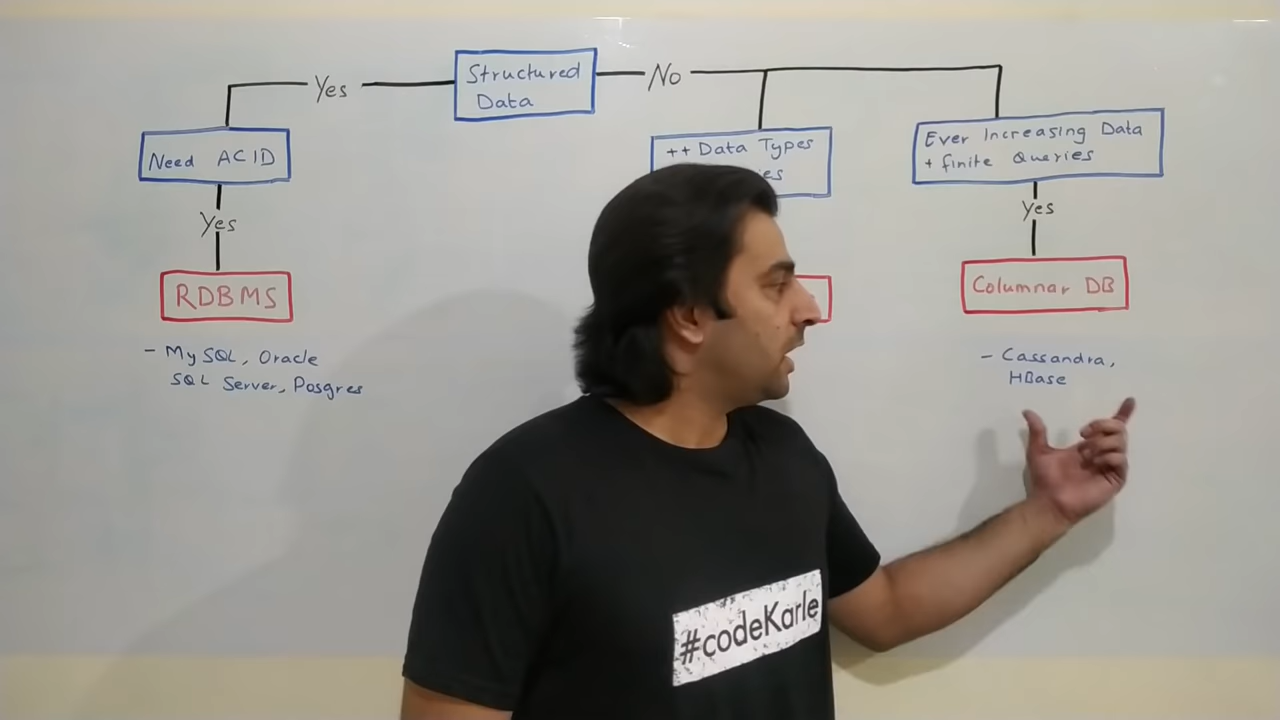 Structured
Data
Yes
No
Need ACID
Yes
RDBMS
- My SQL, Oracle
SQL Server, Posgres
++ Data Types
Ever Increasing Data
+ finite Queries
Yes
Columnar DB
- Cassandra,
HBase
#codeKarle